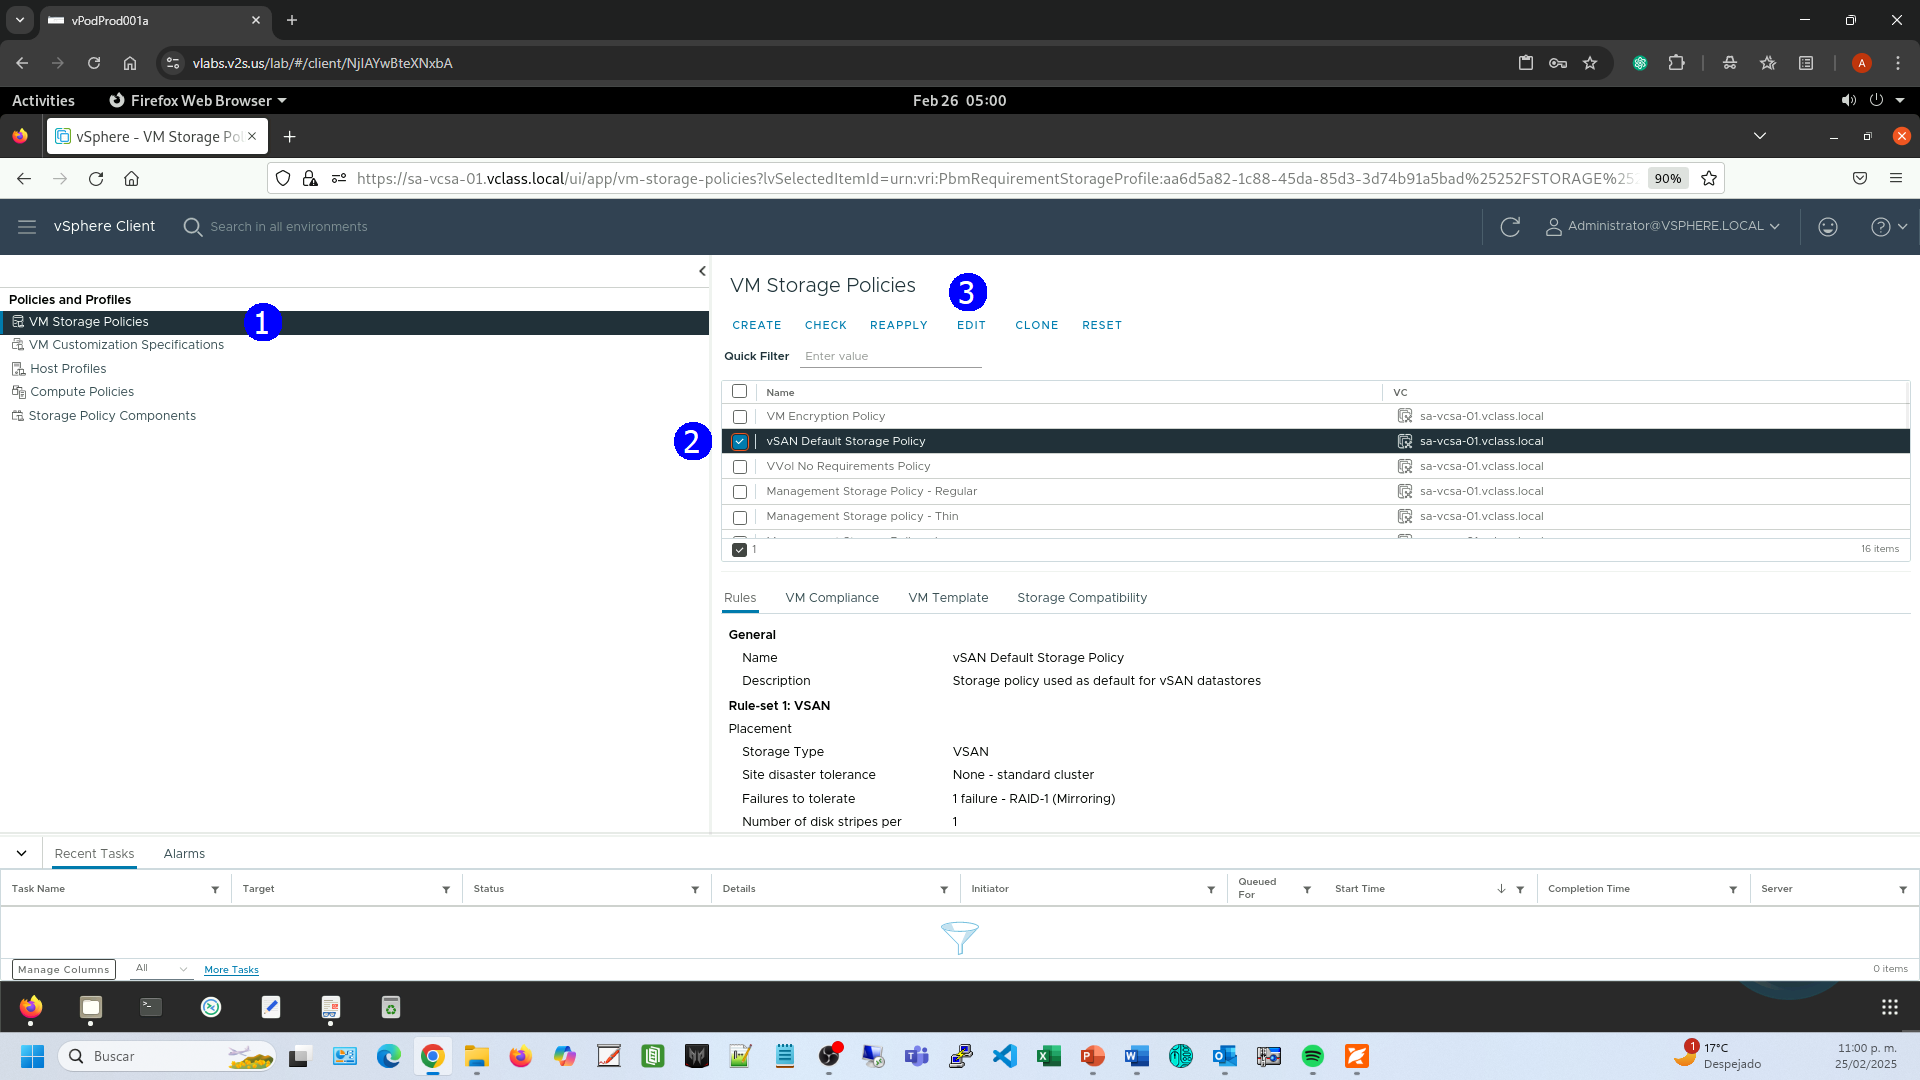 vPodProd001a
vlabs.v2s.us/lab/#/client/NjIAYwBteXNxbA
A
Activities
Firefox Web Browser
Feb 26 05:00
vSphere - VM Storage Pol
https://sa-vcsa-01.vclass.local/ui/app/vm-storage-policies?lvSelectedItemId=urn:vri:PbmRequirementStorageProfile:aa6d5a82-1c88-45da-85d3-3d74b91a5bad%25252FSTORAGE%252
90%
vSphere Client
Search in all environments
Administrator@VSPHERE.LOCAL
Policies and Profiles
VM Storage Policies
1
VM Customization Specifications
Host Profiles
Compute Policies
Storage Policy Components
VM Storage Policies
3
CREATE
CHECK
REAPPLY
EDIT
CLONE
RESET
Quick Filter
Enter value
Name
VC
VM Encryption Policy
sa-vcsa-01.vclass.local
2
vSAN Default Storage Policy
sa-vcsa-01.vclass.local
VVol No Requirements Policy
sa-vcsa-01.vclass.local
Management Storage Policy - Regular
sa-vcsa-01.vclass.local
Management Storage policy - Thin
sa-vcsa-01.vclass.local
1
16 items
Rules
VM Compliance
VM Template
Storage Compatibility
General
Name
vSAN Default Storage Policy
Description
Storage policy used as default for vSAN datastores
Rule-set 1: VSAN
Placement
Storage Type
VSAN
Site disaster tolerance
None - standard cluster
Failures to tolerate
1 failure - RAID-1 (Mirroring)
Number of disk stripes per
1
Recent Tasks
Alarms
Task Name
Target
Status
Details
Initiator
Queued For
Start Time
Completion Time
Server
Manage Columns
All
More Tasks
0 items
Buscar
1
17°C
Despejado
11:00 p. m.
25/02/2025